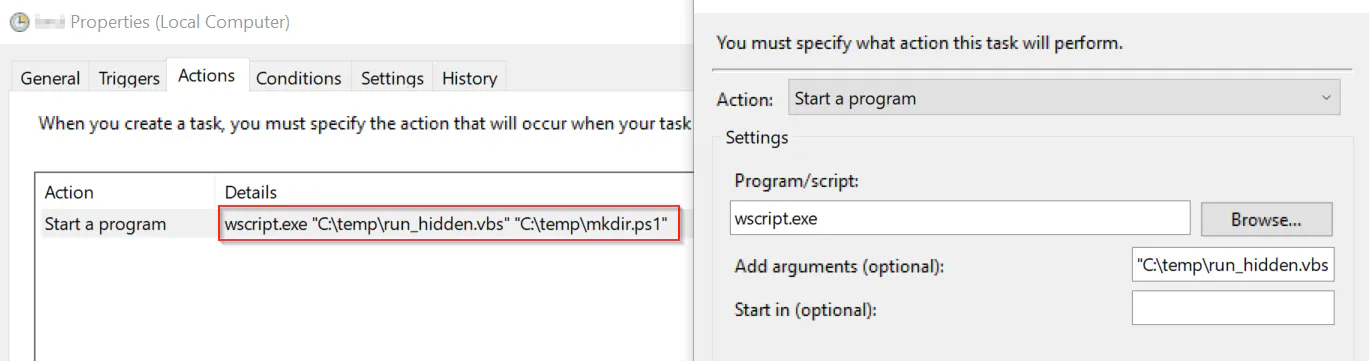 Properties (Local Computer)
General Triggers Actions Conditions Settings History
When you create a task, you must specify the action that will occur when your task
Action Details
Start a program wscript.exe "C:\temp\run_hidden.vbs" "C:\temp\mkdir.ps1"
You must specify what action this task will perform.
Action: Start a program
Settings
Program/script:
wscript.exe Browse...
Add arguments (optional): "C:\temp\run_hidden.vbs
Start in (optional):